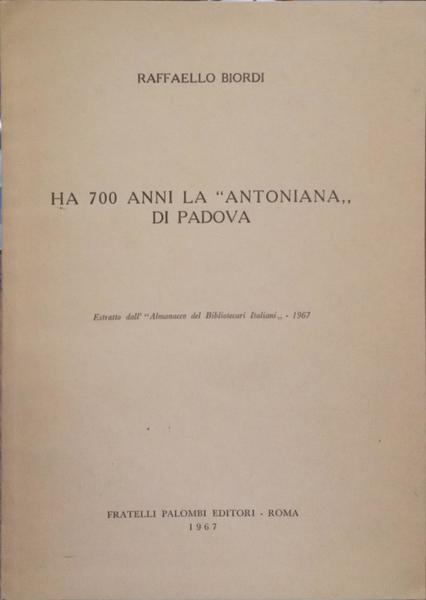 RAFFAELLO BIORDI
HA 700 ANNI LA “ANTONIANA„
DI PADOVA
Estratto dall' “Almanacco dei Bibliotecari Italiani„ - 1967
FRATELLI PALOMBI EDITORI - ROMA
1967